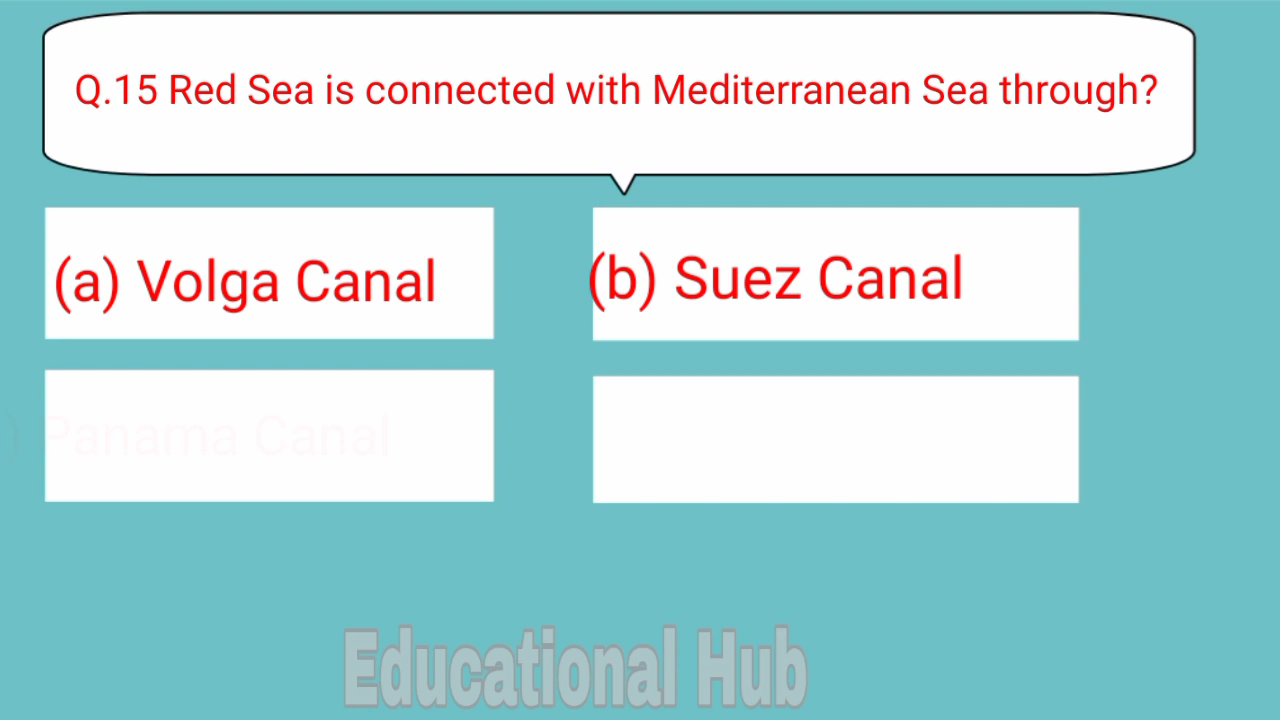 Q.15 Red Sea is connected with Mediterranean Sea through?
(a) Volga Canal
(b) Suez Canal
) Panama Canal
Educational Hub